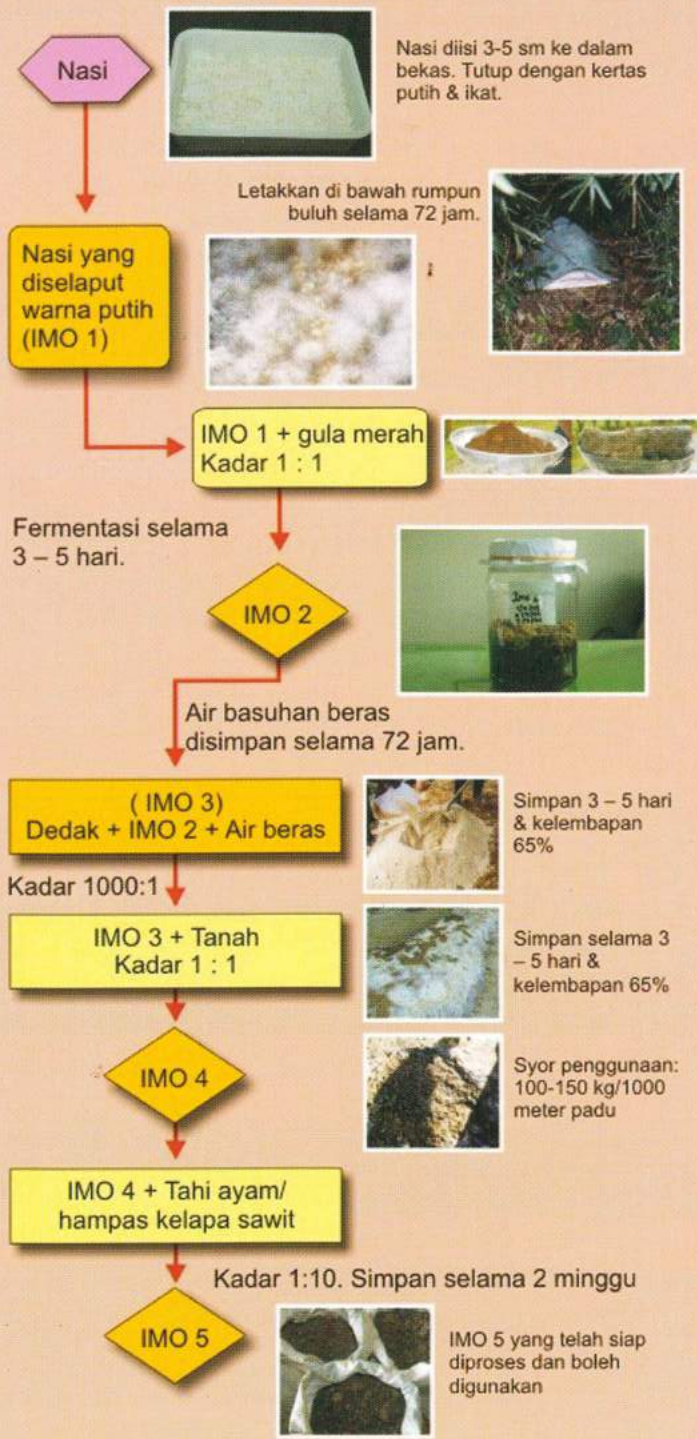 Nasi
Nasi diisi 3-5 sm ke dalam
bekas. Tutup dengan kertas
putih & ikat.
Letakkan di bawah rumpun
buluh selama 72 jam.
Nasi yang
diselaput
warna putih
(IMO 1)
IMO 1 + gula merah
Kadar 1 : 1
Fermentasi selama
3 – 5 hari.
IMO 2
Air basuhan beras
disimpan selama 72 jam.
( IMO 3)
Dedak + IMO 2 + Air beras
Simpan 3 – 5 hari
& kelembapan
65%
Kadar 1000:1
IMO 3 + Tanah
Kadar 1 : 1
Simpan selama 3
– 5 hari &
kelembapan 65%
IMO 4
Syor penggunaan:
100-150 kg/1000
meter padu
IMO 4 + Tahi ayam/
hampas kelapa sawit
Kadar 1:10. Simpan selama 2 minggu
IMO 5
IMO 5 yang telah siap
diproses dan boleh
digunakan